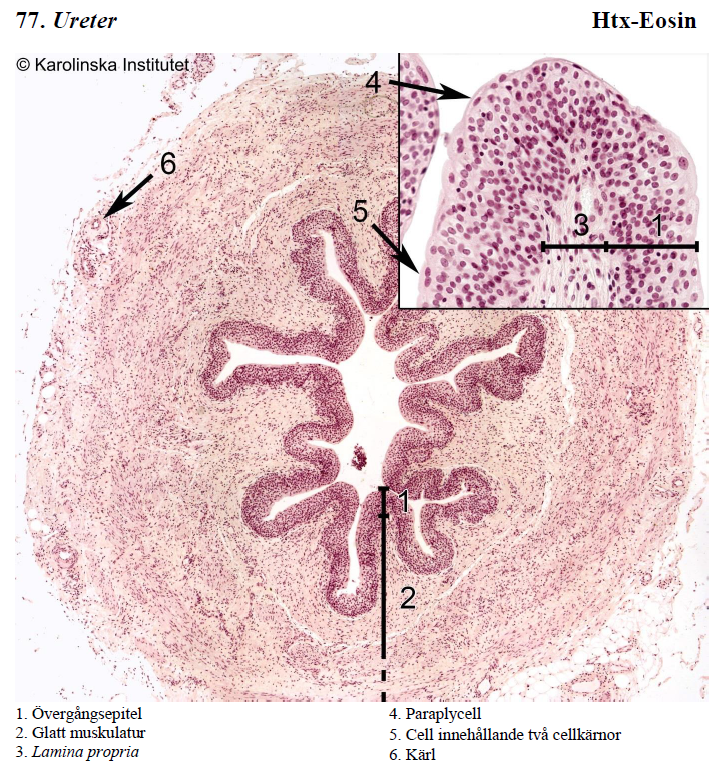 77. Ureter Htx-Eosin
© Karolinska Institutet
4
6
5
3 1
1
2
1. Övergångsepitel
2. Glatt muskulatur
3. Lamina propria
4. Paraplycell
5. Cell innehållande två cellkärnor
6. Kärl